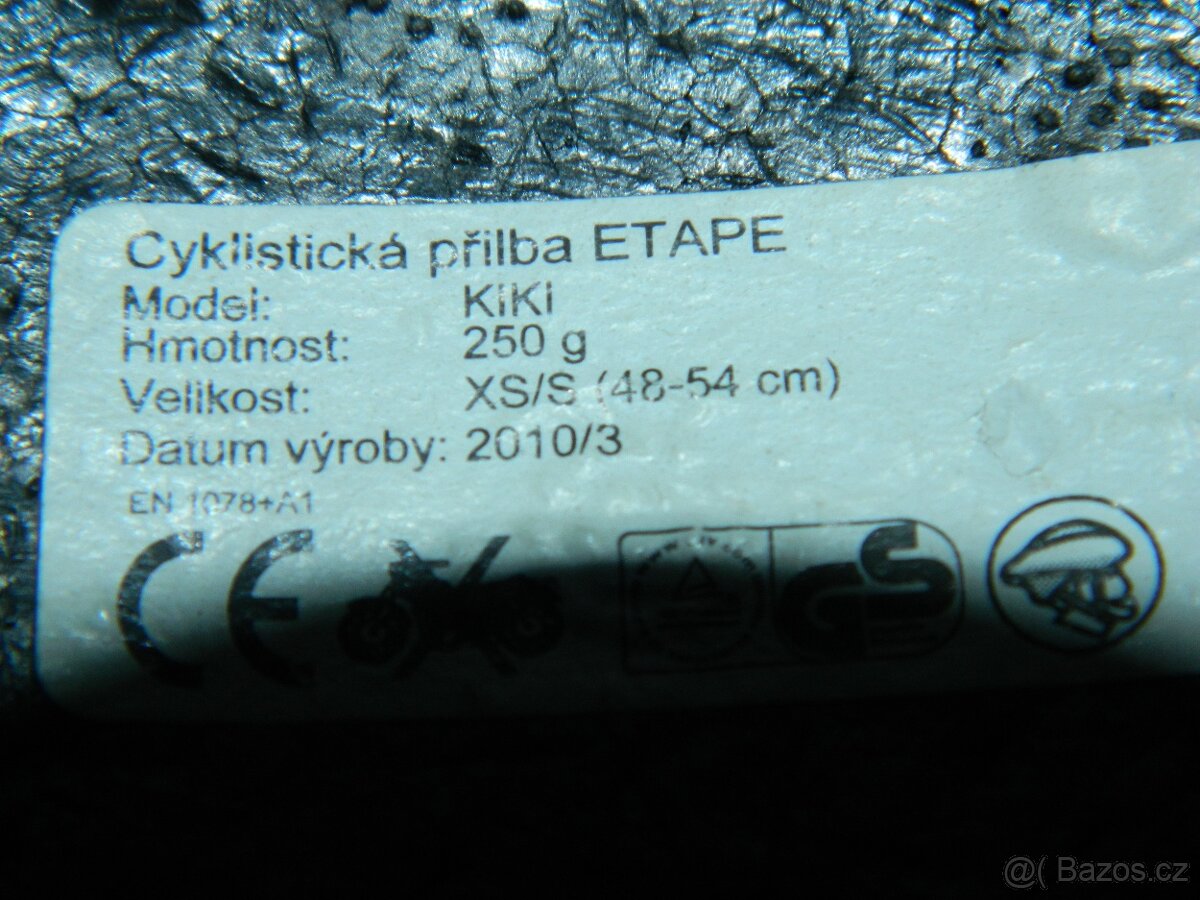 Cyklistická přilba ETAPE
Model: KiKi
Hmotnost: 250 g
Velikost: XS/S (48-54 cm)
Datum výroby: 2010/3
EN 1078+A1
CE
GS
@( Bazos.cz